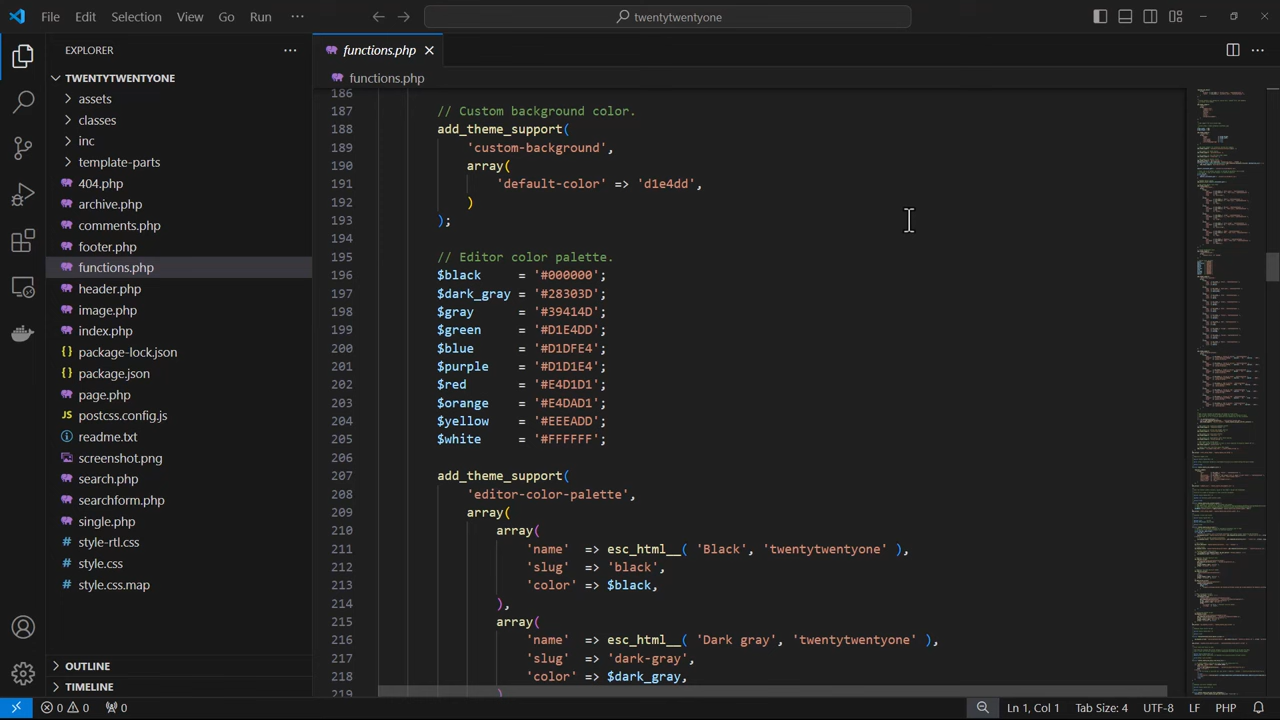 File Edit Selection View Go Run ··· twentytwentyone
EXPLORER
TWENTYTWENTYONE
assets
classes
inc
template-parts
404.php
archive.php
comments.php
footer.php
functions.php
header.php
image.php
index.php
package-lock.json
package.json
page.php
postcss.config.js
readme.txt
screenshot.png
search.php
searchform.php
single.php
style-rtl.css
style.css
style.css.map
OUTLINE
TIMELINE
functions.php
functions.php
186
187 // Custom background color.
188 add_theme_support(
189 'custom-background',
190 array(
191 'default-color' => 'd1e4dd',
192 )
193 );
194
195 // Editor color palette.
196 $black = '#000000';
197 $dark_gray = '#28303D';
198 $gray = '#39414D';
199 $green = '#D1E4DD';
200 $blue = '#D1DFE4';
201 $purple = '#D1D1E4';
202 $red = '#E4D1D1';
203 $orange = '#E4DAD1';
204 $yellow = '#EEEADD';
205 $white = '#FFFFFF';
206
207 add_theme_support(
208 'editor-color-palette',
209 array(
210 array(
211 'name' => esc_html__( 'Black', 'twentytwentyone' ),
212 'slug' => 'black',
213 'color' => $black,
214 ),
215 array(
216 'name' => esc_html__( 'Dark gray', 'twentytwentyone' ),
217 'slug' => 'dark-gray',
218 'color' => $dark_gray,
219
0 0 0 Ln 1, Col 1 Tab Size: 4 UTF-8 LF PHP